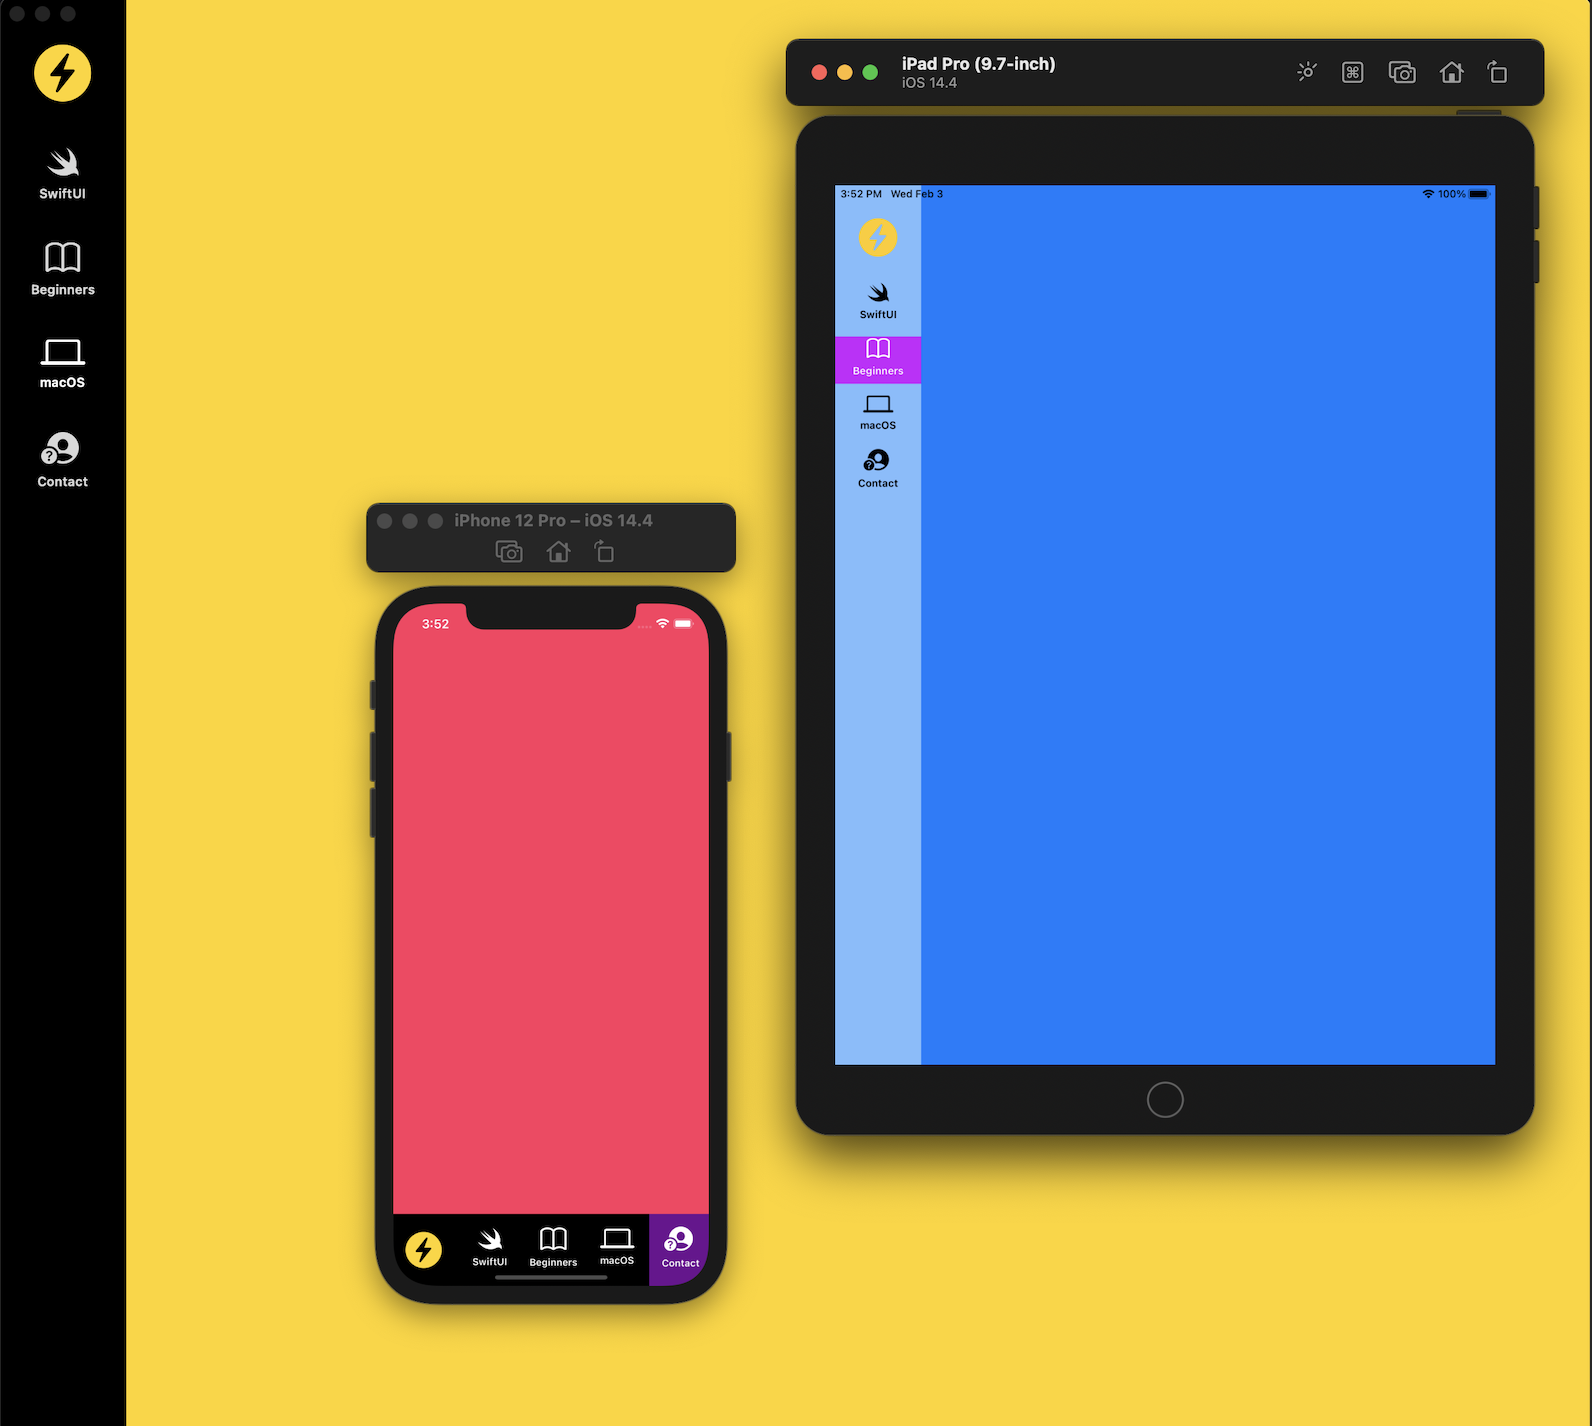 SwiftUI
Beginners
macOS
Contact
iPhone 12 Pro – iOS 14.4
3:52
SwiftUI
Beginners
macOS
Contact
iPad Pro (9.7-inch)
iOS 14.4
3:52 PM Wed Feb 3
100%
SwiftUI
Beginners
macOS
Contact